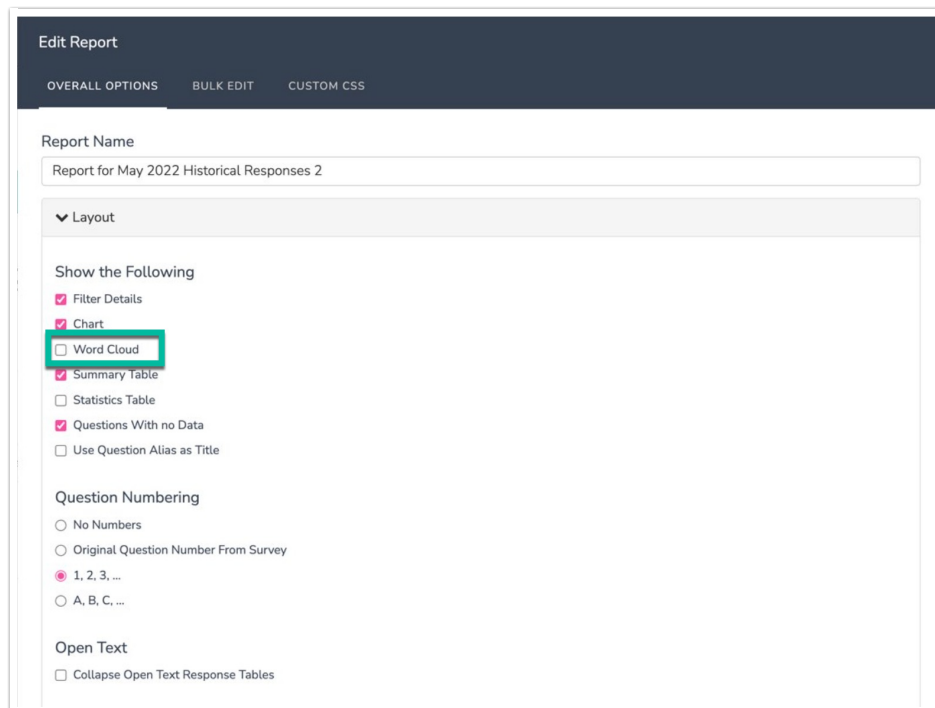 Edit Report
OVERALL OPTIONS BULK EDIT CUSTOM CSS
Report Name
Report for May 2022 Historical Responses 2
Layout
Show the Following
Filter Details
Chart
Word Cloud
Summary Table
Statistics Table
Questions With no Data
Use Question Alias as Title
Question Numbering
No Numbers
Original Question Number From Survey
1, 2, 3, ...
A, B, C, ...
Open Text
Collapse Open Text Response Tables